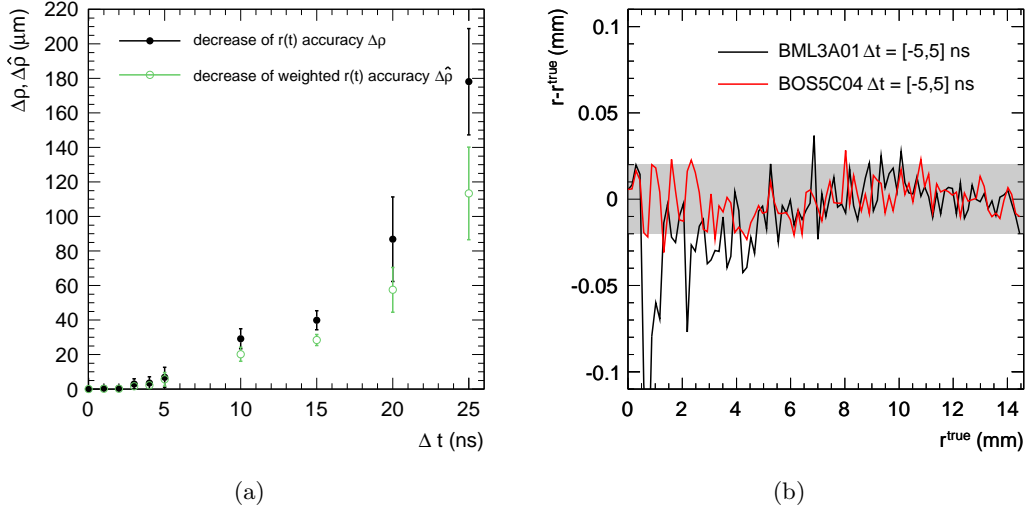 Δρ, Δρ̂ (μm)
220
200
180
160
140
120
100
80
60
40
20
0
decrease of r(t) accuracy Δρ
decrease of weighted r(t) accuracy Δρ̂
0 5 10 15 20 25
Δ t (ns)
(a)
r-r^true (mm)
0.1
0.05
0
-0.05
-0.1
BML3A01 Δt = [-5,5] ns
BOS5C04 Δt = [-5,5] ns
0 2 4 6 8 10 12 14
r^true (mm)
(b)